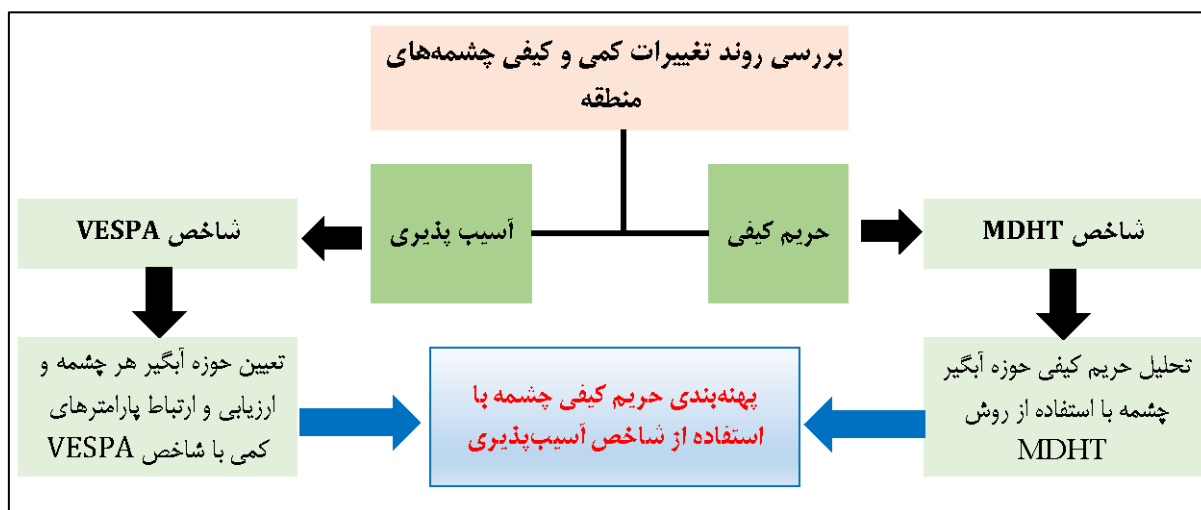 بررسی روند تغییرات کمی و کیفی چشمه‌های
منطقه
حریم کیفی
آسیب پذیری
شاخص MDHT
شاخص VESPA
تحلیل حریم کیفی حوزه آبگیر
چشمه با استفاده از روش
MDHT
پهنه‌بندی حریم کیفی چشمه با
استفاده از شاخص آسیب‌پذیری
تعیین حوزه آبگیر هر چشمه و
ارزیابی و ارتباط پارامترهای
کمی با شاخص VESPA